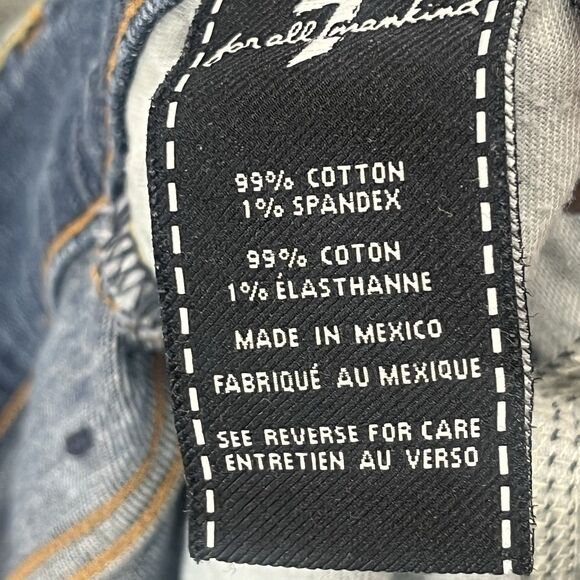 for all 7 mankind
99% COTTON
1% SPANDEX
99% COTON
1% ÉLASTHANNE
MADE IN MEXICO
FABRIQUÉ AU MEXIQUE
SEE REVERSE FOR CARE
ENTRETIEN AU VERSO